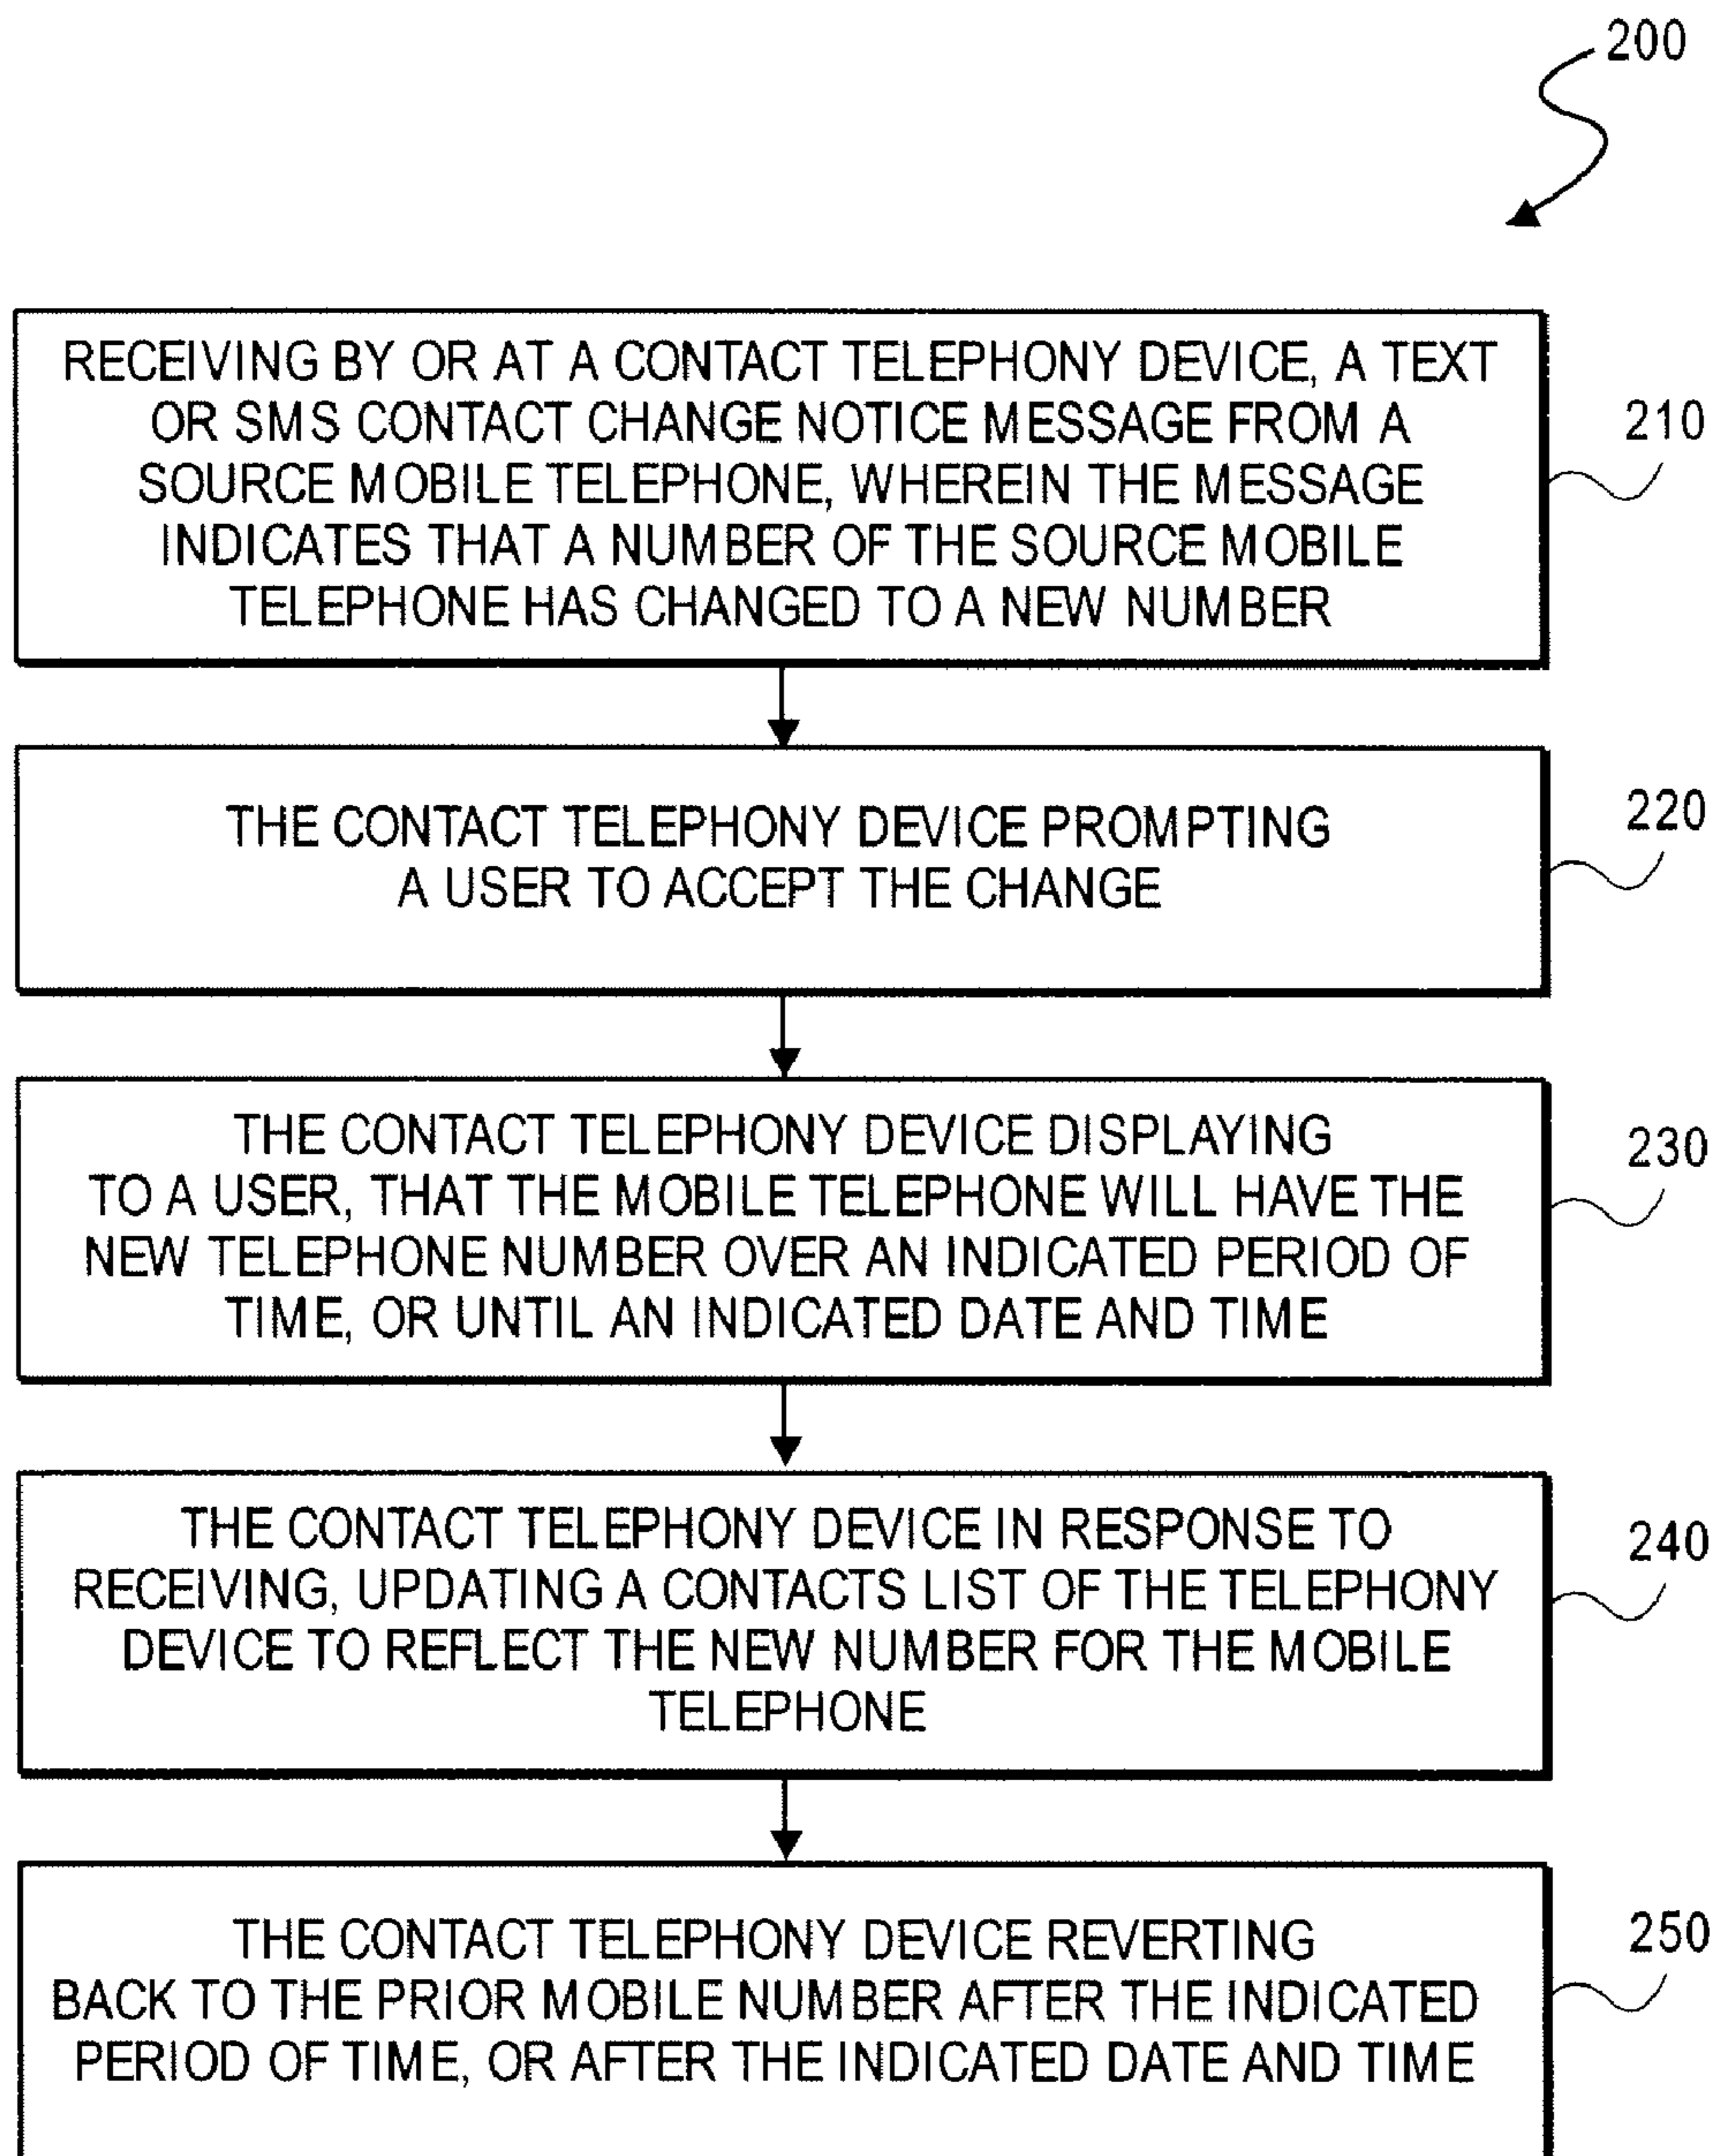 200
RECEIVING BY OR AT A CONTACT TELEPHONY DEVICE, A TEXT
OR SMS CONTACT CHANGE NOTICE MESSAGE FROM A
SOURCE MOBILE TELEPHONE, WHEREIN THE MESSAGE
INDICATES THAT A NUMBER OF THE SOURCE MOBILE
TELEPHONE HAS CHANGED TO A NEW NUMBER
210
THE CONTACT TELEPHONY DEVICE PROMPTING
A USER TO ACCEPT THE CHANGE
220
THE CONTACT TELEPHONY DEVICE DISPLAYING
TO A USER, THAT THE MOBILE TELEPHONE WILL HAVE THE
NEW TELEPHONE NUMBER OVER AN INDICATED PERIOD OF
TIME, OR UNTIL AN INDICATED DATE AND TIME
230
THE CONTACT TELEPHONY DEVICE IN RESPONSE TO
RECEIVING, UPDATING A CONTACTS LIST OF THE TELEPHONY
DEVICE TO REFLECT THE NEW NUMBER FOR THE MOBILE
TELEPHONE
240
THE CONTACT TELEPHONY DEVICE REVERTING
BACK TO THE PRIOR MOBILE NUMBER AFTER THE INDICATED
PERIOD OF TIME, OR AFTER THE INDICATED DATE AND TIME
250